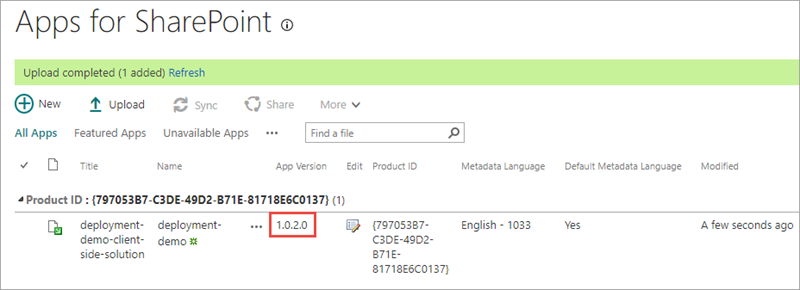 Apps for SharePoint
Upload completed (1 added) Refresh
New Upload Sync Share More
All Apps Featured Apps Unavailable Apps ••• Find a file
Title Name App Version Edit Product ID Metadata Language Default Metadata Language Modified
Product ID : {797053B7-C3DE-49D2-B71E-81718E6C0137} (1)
deployment- deployment- ••• 1.0.2.0 {797053B7- English - 1033 Yes A few seconds ago
demo-client- demo C3DE-49D2-
side-solution B71E-
81718E6C0137}